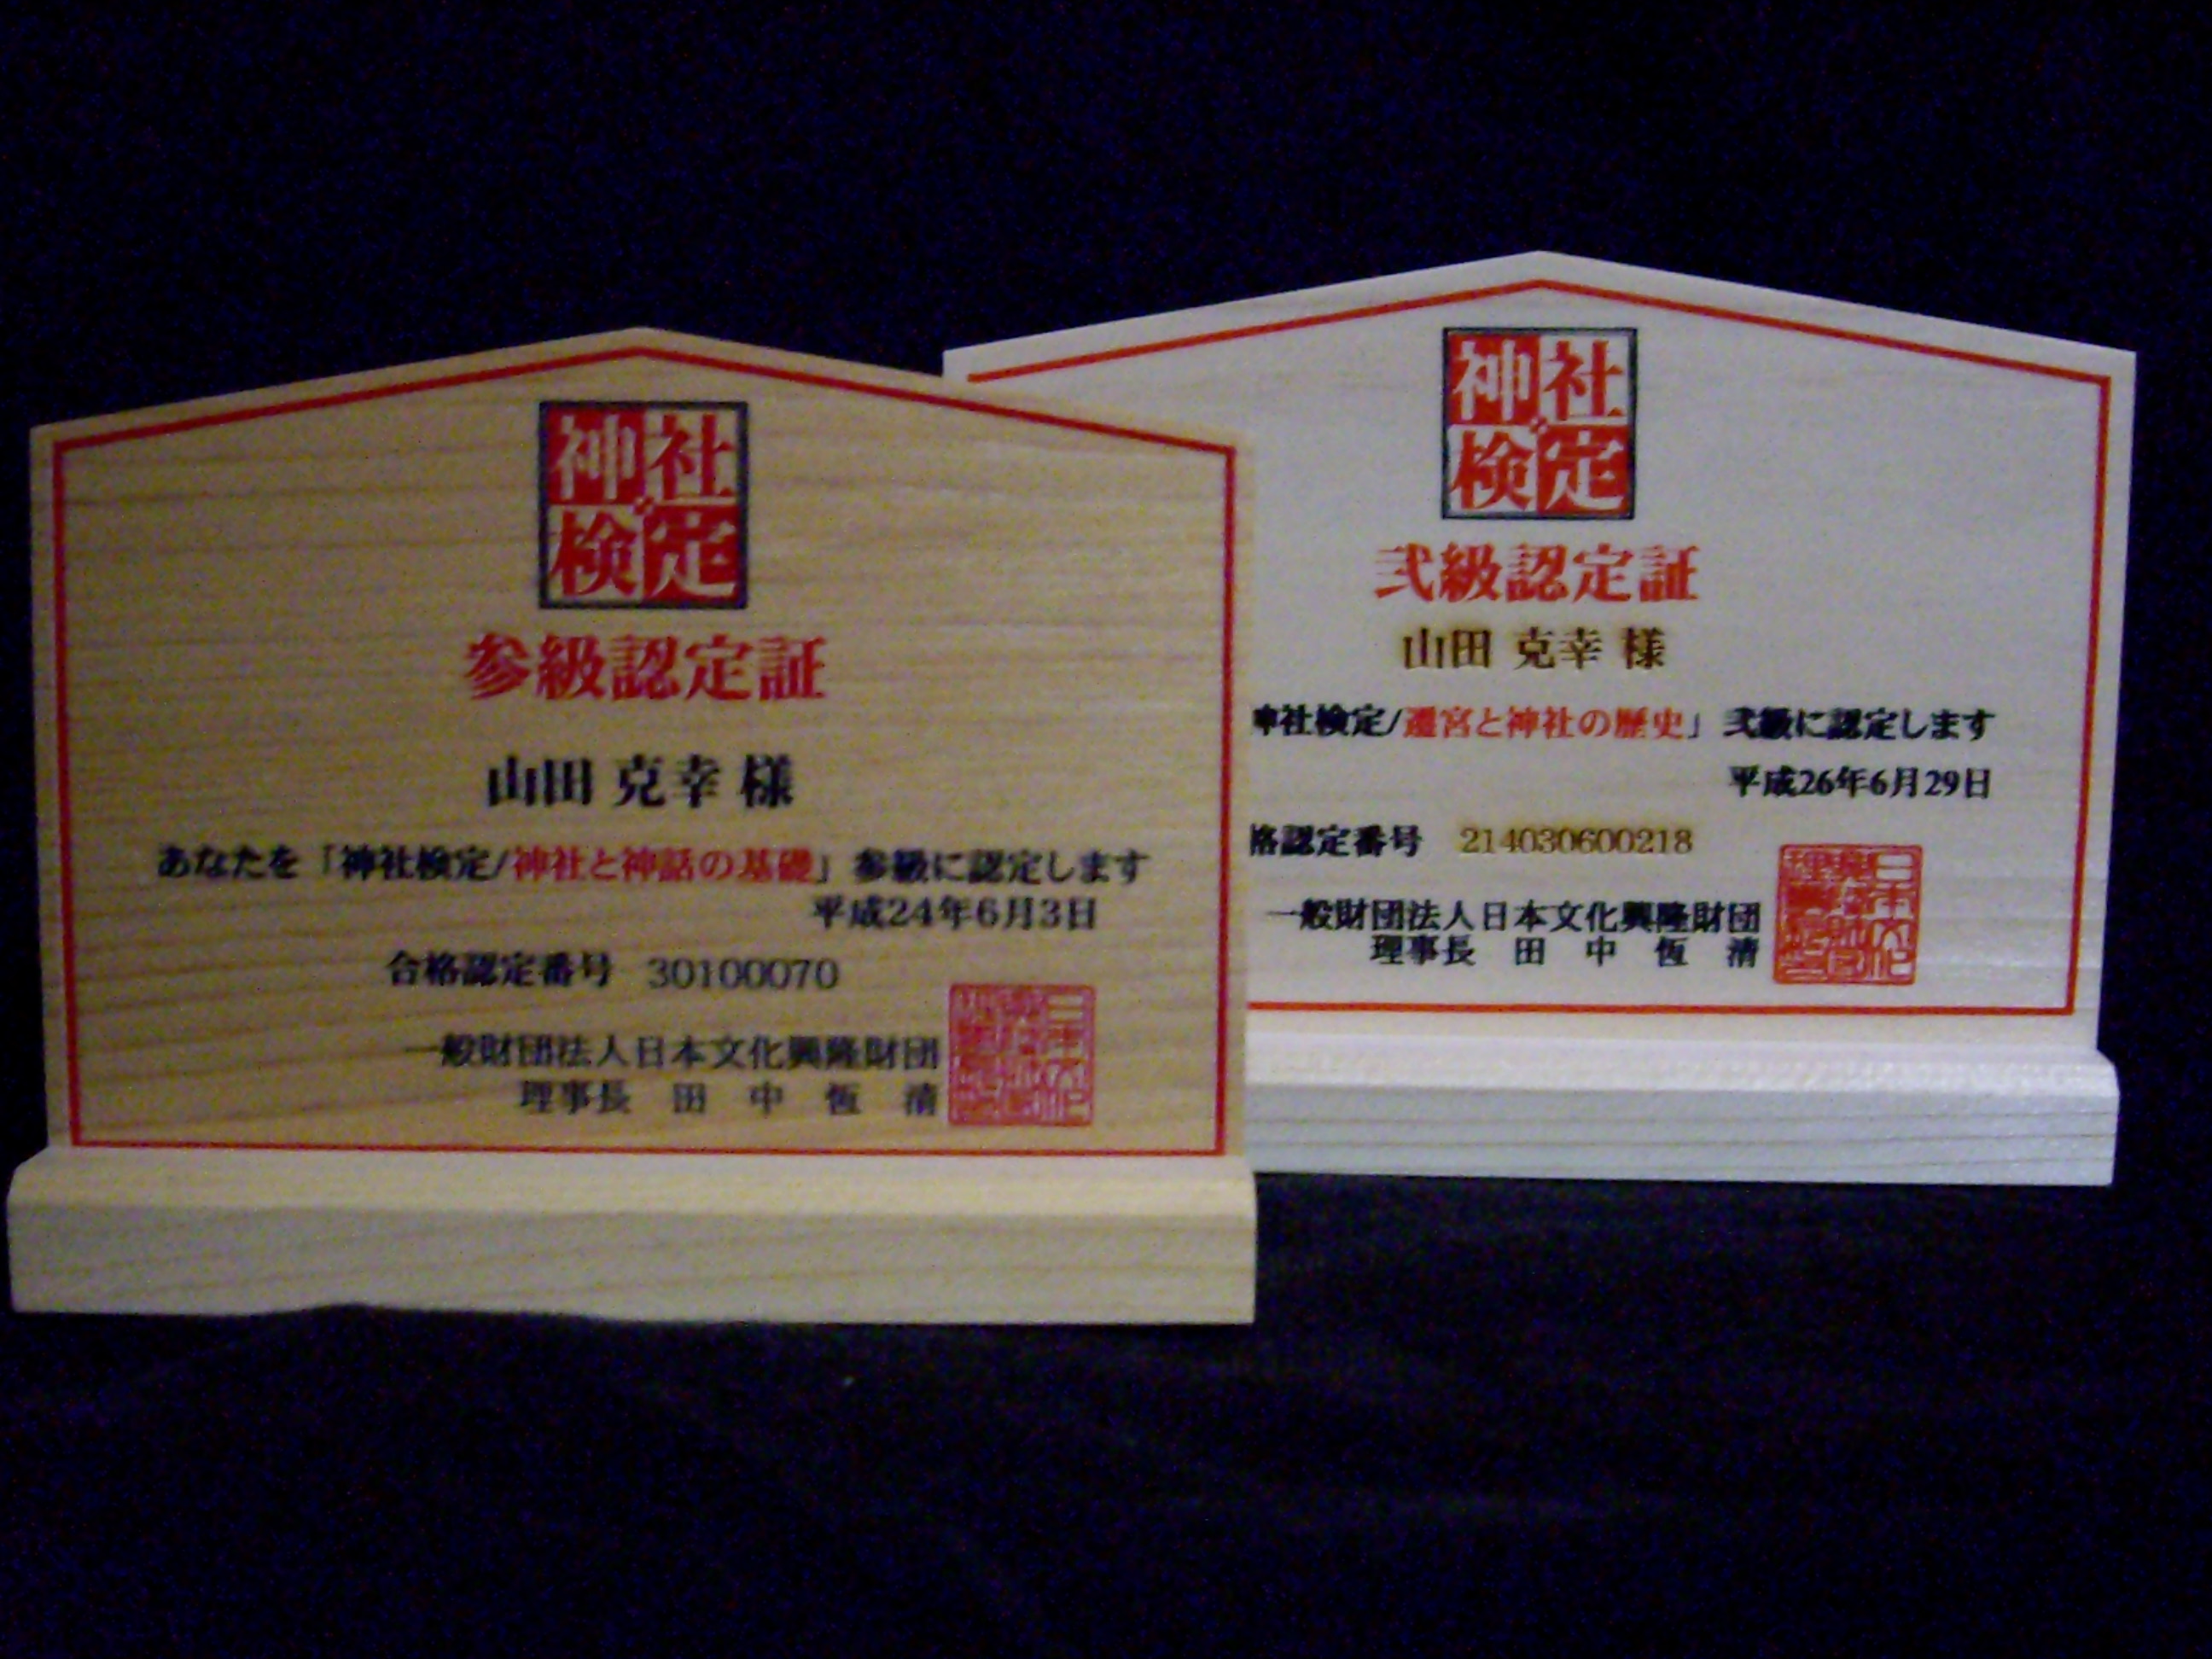 神社
検定
参級認定証
山田 克幸 様
あなたを「神社検定/神社と神話の基礎」参級に認定します
平成24年6月3日
合格認定番号 30100070
一般財団法人日本文化興隆財団
理事長 田 中 恆 清
神社
検定
弐級認定証
山田 克幸 様
社検定/遷宮と神社の歴史」弐級に認定します
平成26年6月29日
格認定番号 214030600218
一般財団法人日本文化興隆財団
理事長 田 中 恆 清